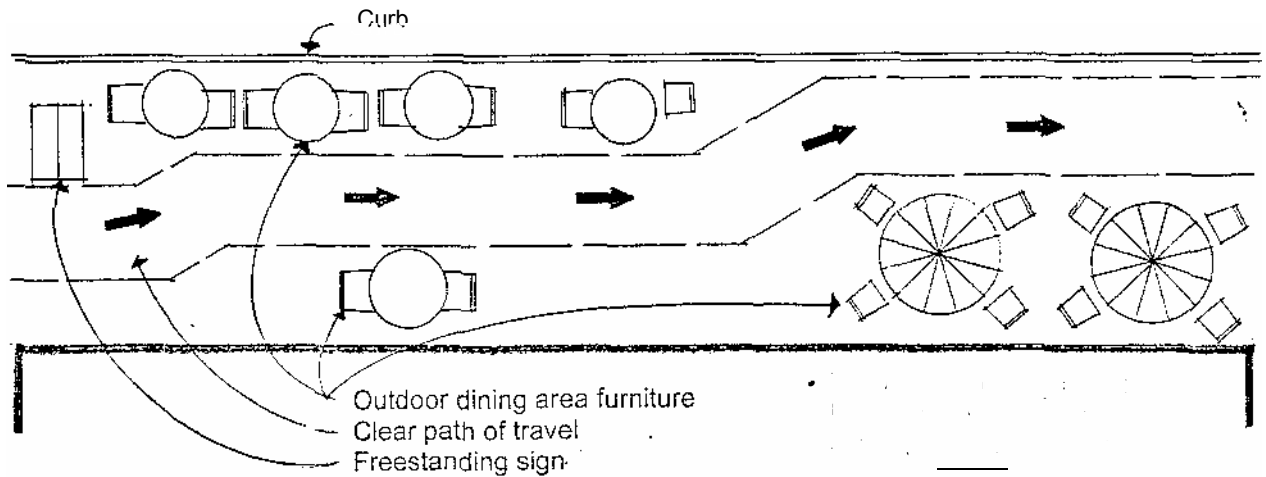 Curb
Outdoor dining area furniture
Clear path of travel
Freestanding sign